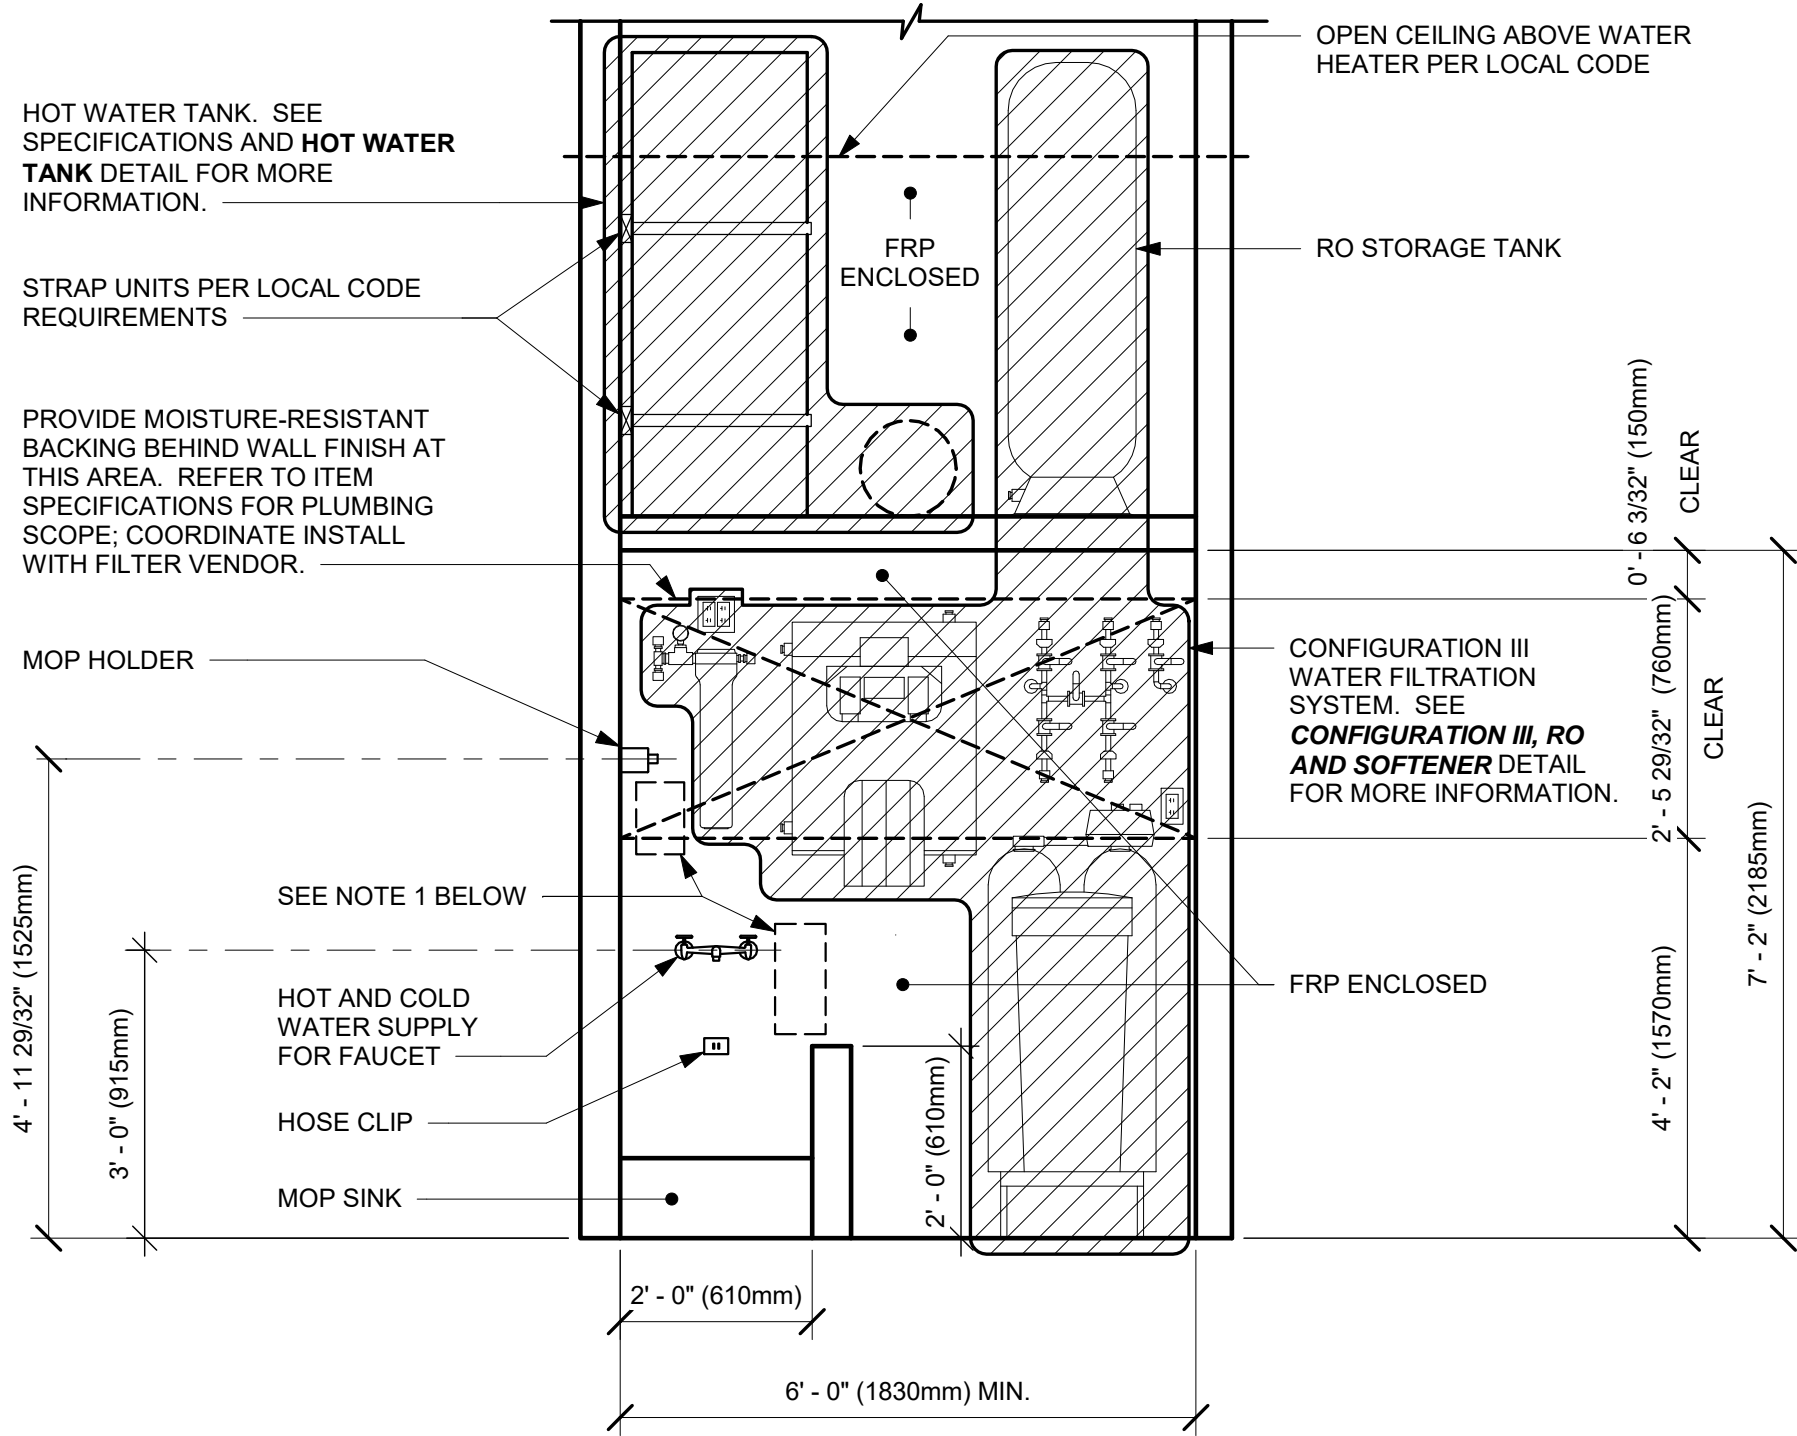 OPEN CEILING ABOVE WATER
HEATER PER LOCAL CODE
HOT WATER TANK. SEE
SPECIFICATIONS AND HOT WATER
TANK DETAIL FOR MORE
INFORMATION.
FRP
ENCLOSED
RO STORAGE TANK
STRAP UNITS PER LOCAL CODE
REQUIREMENTS
PROVIDE MOISTURE-RESISTANT
BACKING BEHIND WALL FINISH AT
THIS AREA. REFER TO ITEM
SPECIFICATIONS FOR PLUMBING
SCOPE; COORDINATE INSTALL
WITH FILTER VENDOR.
0' - 6 3/32" (150mm)
CLEAR
MOP HOLDER
CONFIGURATION III
WATER FILTRATION
SYSTEM. SEE
CONFIGURATION III, RO
AND SOFTENER DETAIL
FOR MORE INFORMATION.
2' - 5 29/32" (760mm)
CLEAR
7' - 2" (2185mm)
SEE NOTE 1 BELOW
4' - 11 29/32" (1525mm)
3' - 0" (915mm)
HOT AND COLD
WATER SUPPLY
FOR FAUCET
FRP ENCLOSED
4' - 2" (1570mm)
HOSE CLIP
2' - 0" (610mm)
MOP SINK
2' - 0" (610mm)
6' - 0" (1830mm) MIN.